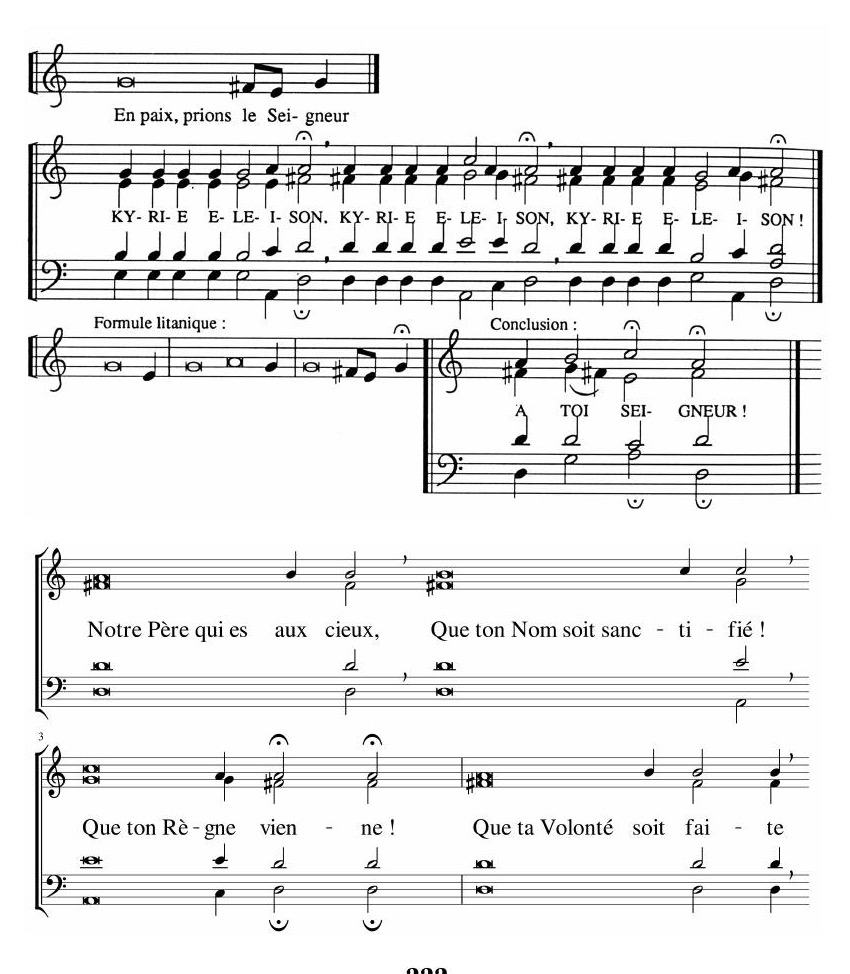 En paix, prions le Sei- gneur
KY- RI- E E- LE- I- SON, KY- RI- E E- LE- I- SON, KY- RI- E E- LE- I- SON !
Formule litanique :
Conclusion :
A TOI SEI- GNEUR !
Notre Père qui es aux cieux, Que ton Nom soit sanc - ti - fié !
3
Que ton Rè - gne vien - ne ! Que ta Volonté soit fai - te